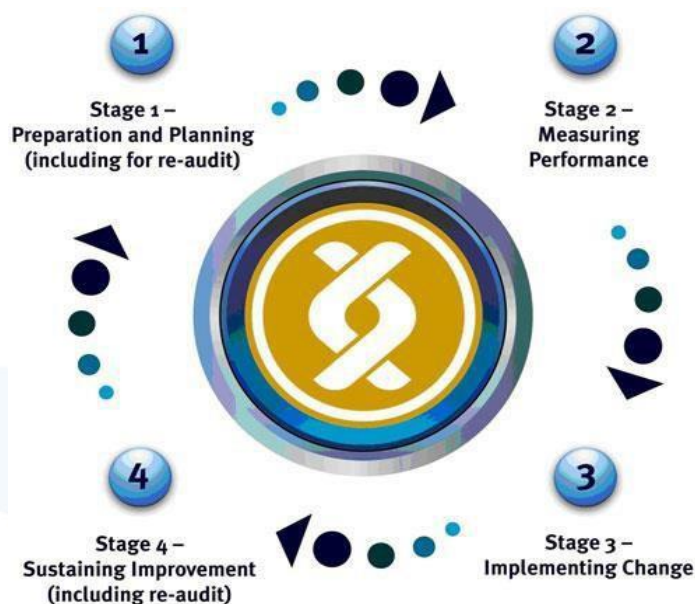 1
Stage 1 –
Preparation and Planning
(including for re-audit)
2
Stage 2 –
Measuring
Performance
3
Stage 3 –
Implementing Change
4
Stage 4 –
Sustaining Improvement
(including re-audit)